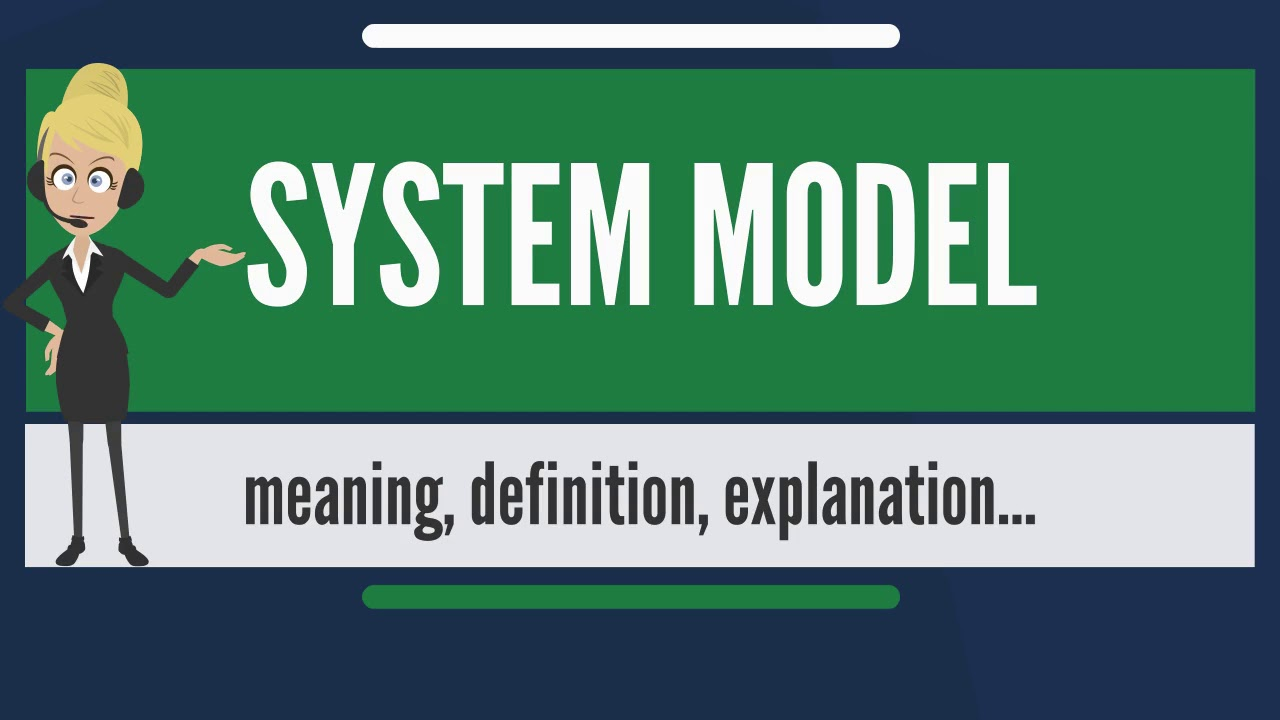 SYSTEM MODEL
meaning, definition, explanation...